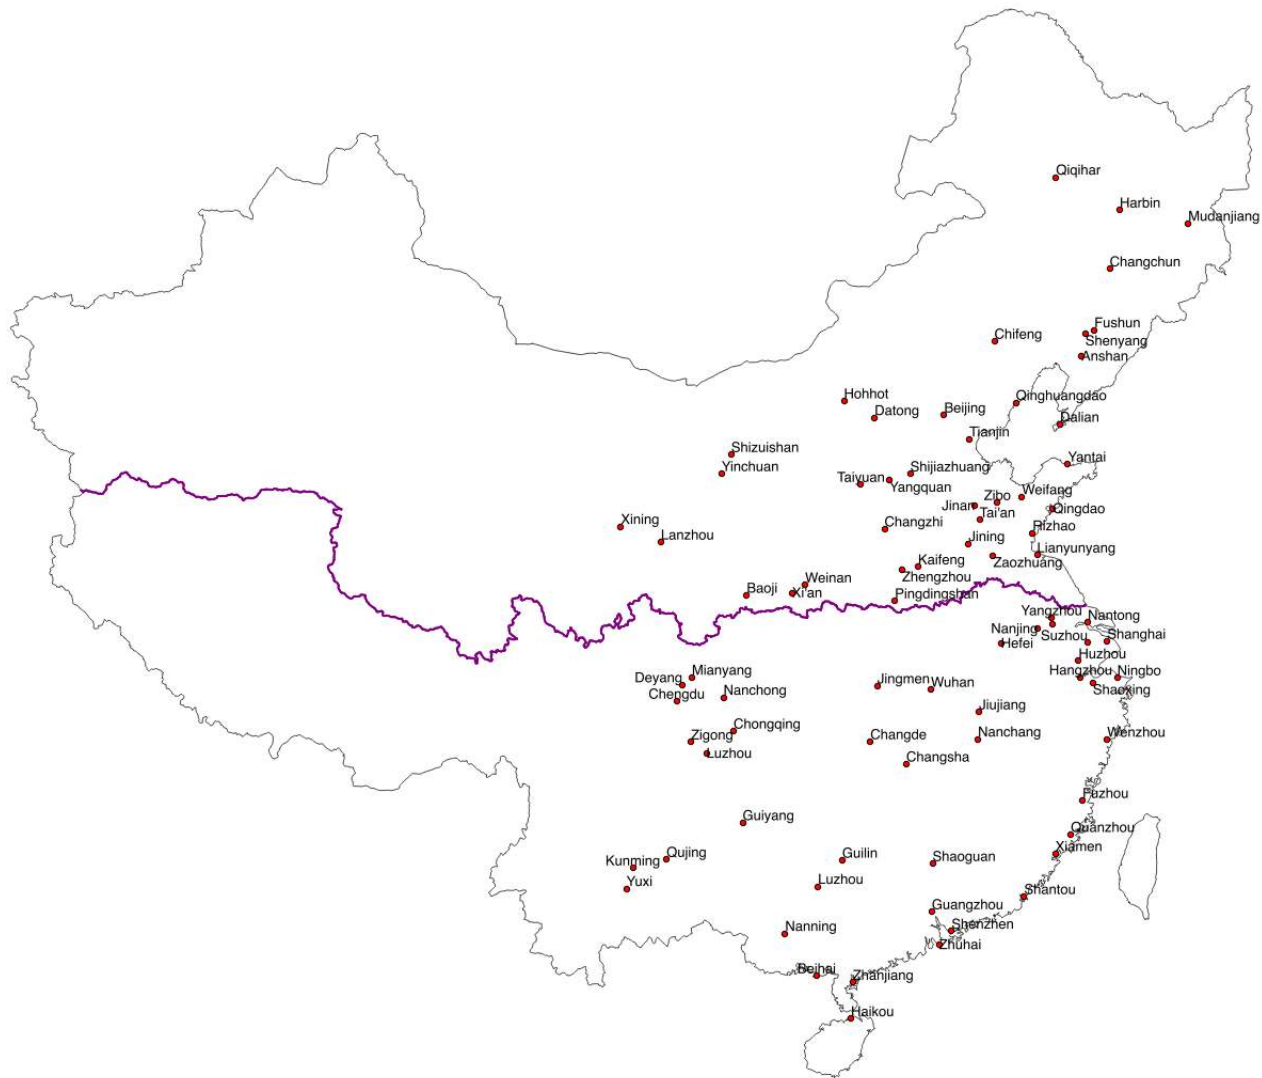 Qiqihar
Harbin
Mudanjiang
Changchun
Fushun
Chifeng
Shenyang
Anshan
Hohhot
Qinghuangdao
Datong
Beijing
Dalian
Tianjin
Shizuishan
Yantai
Yinchuan
Shijiazhuang
Taiyuan
Yangquan
Zibo
Weifang
Jinan
Tai'an
Qingdao
Xining
Changzhi
Rizhao
Lanzhou
Jining
Lianyunyang
Kaifeng
Zaozhuang
Zhengzhou
Weinan
Baoji
Xi'an
Pingdingshan
Yangzhou
Nantong
Nanjing
Suzhou
Shanghai
Hefei
Huzhou
Mianyang
Deyang
Hangzhou
Ningbo
Jingmen
Wuhan
Shaoxing
Chengdu
Nanchong
Jiujiang
Chongqing
Zigong
Changde
Nanchang
Wenzhou
Luzhou
Changsha
Fuzhou
Guiyang
Quanzhou
Xiamen
Qujing
Guilin
Shaoguan
Kunming
Yuxi
Luzhou
Shantou
Guangzhou
Nanning
Shenzhen
Zhuhai
Beihai
Zhanjiang
Haikou